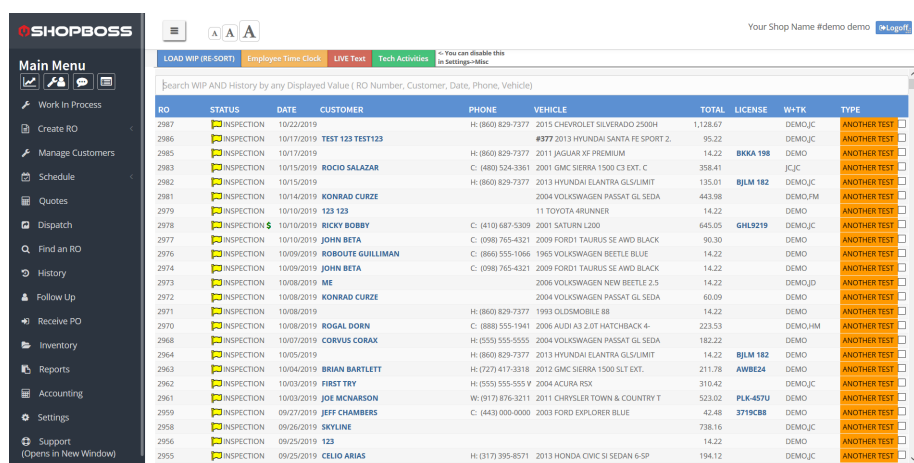 SHOPBOSS
A A A
Your Shop Name #demo demo Logoff
Main Menu
Work In Process
Create RO
Manage Customers
Schedule
Quotes
Dispatch
Find an RO
History
Follow Up
Receive PO
Inventory
Reports
Accounting
Settings
Support
(Opens in New Window)
LOAD WIP (RE-SORT) Employee Time Clock LIVE Text Tech Activities <- You can disable this
in Settings->Misc
Search WIP AND History by any Displayed Value ( RO Number, Customer, Date, Phone, Vehicle)
RO STATUS DATE CUSTOMER PHONE VEHICLE TOTAL LICENSE W+TK TYPE
2987 INSPECTION 10/22/2019 H: (860) 829-7377 2015 CHEVROLET SILVERADO 2500H 1,128.67 DEMO,JC ANOTHER TEST
2986 INSPECTION 10/17/2019 TEST 123 TEST123 #377 2013 HYUNDAI SANTA FE SPORT 2. 95.22 DEMO,JC ANOTHER TEST
2985 INSPECTION 10/17/2019 H: (860) 829-7377 2011 JAGUAR XF PREMIUM 14.22 BKKA 198 DEMO ANOTHER TEST
2983 INSPECTION 10/15/2019 ROCIO SALAZAR C: (480) 524-3361 2001 GMC SIERRA 1500 C3 EXT. C 358.41 JC,JC ANOTHER TEST
2982 INSPECTION 10/15/2019 H: (860) 829-7377 2013 HYUNDAI ELANTRA GLS/LIMIT 135.01 BJLM 182 DEMO,JC ANOTHER TEST
2981 INSPECTION 10/14/2019 KONRAD CURZE 2004 VOLKSWAGEN PASSAT GL SEDA 443.98 DEMO,FM ANOTHER TEST
2979 INSPECTION 10/10/2019 123 123 11 TOYOTA 4RUNNER 14.22 DEMO ANOTHER TEST
2978 INSPECTION $ 10/10/2019 RICKY BOBBY C: (410) 687-5309 2001 SATURN L200 645.05 GHL9219 DEMO,JC ANOTHER TEST
2977 INSPECTION 10/10/2019 JOHN BETA C: (098) 765-4321 2009 FORD1 TAURUS SE AWD BLACK 90.30 DEMO ANOTHER TEST
2976 INSPECTION 10/09/2019 ROBOUTE GUILLIMAN C: (866) 555-1066 1965 VOLKSWAGEN BEETLE BLUE 14.22 DEMO ANOTHER TEST
2974 INSPECTION 10/09/2019 JOHN BETA C: (098) 765-4321 2009 FORD1 TAURUS SE AWD BLACK 14.22 DEMO ANOTHER TEST
2973 INSPECTION 10/08/2019 ME 2006 VOLKSWAGEN NEW BEETLE 2.5 14.22 DEMO,JD ANOTHER TEST
2972 INSPECTION 10/08/2019 KONRAD CURZE 2004 VOLKSWAGEN PASSAT GL SEDA 60.09 DEMO ANOTHER TEST
2971 INSPECTION 10/08/2019 H: (860) 829-7377 1993 OLDSMOBILE 88 14.22 DEMO ANOTHER TEST
2970 INSPECTION 10/08/2019 ROGAL DORN C: (888) 555-1941 2006 AUDI A3 2.0T HATCHBACK 4- 223.53 DEMO,HM ANOTHER TEST
2968 INSPECTION 10/07/2019 CORVUS CORAX H: (555) 555-5555 2004 VOLKSWAGEN PASSAT GL SEDA 182.22 DEMO ANOTHER TEST
2964 INSPECTION 10/05/2019 H: (860) 829-7377 2013 HYUNDAI ELANTRA GLS/LIMIT 14.22 BJLM 182 DEMO ANOTHER TEST
2963 INSPECTION 10/04/2019 BRIAN BARTLETT H: (727) 417-3318 2012 GMC SIERRA 1500 SLT EXT. 211.78 AWBE24 DEMO ANOTHER TEST
2962 INSPECTION 10/03/2019 FIRST TRY H: (555) 555-555 W 2004 ACURA RSX 310.42 DEMO,JC ANOTHER TEST
2961 INSPECTION 10/03/2019 JOE MCNARSON W: (917) 876-3211 2011 CHRYSLER TOWN & COUNTRY T 523.02 PLK-457U DEMO,JC ANOTHER TEST
2959 INSPECTION 09/27/2019 JEFF CHAMBERS C: (443) 000-0000 2003 FORD EXPLORER BLUE 42.48 3719CB8 DEMO ANOTHER TEST
2958 INSPECTION 09/26/2019 SKYLINE 738.16 DEMO,JC ANOTHER TEST
2956 INSPECTION 09/25/2019 123 14.22 DEMO ANOTHER TEST
2955 INSPECTION 09/25/2019 CELIO ARIAS H: (317) 395-8571 2013 HONDA CIVIC SI SEDAN 6-SP 194.12 DEMO,JC ANOTHER TEST